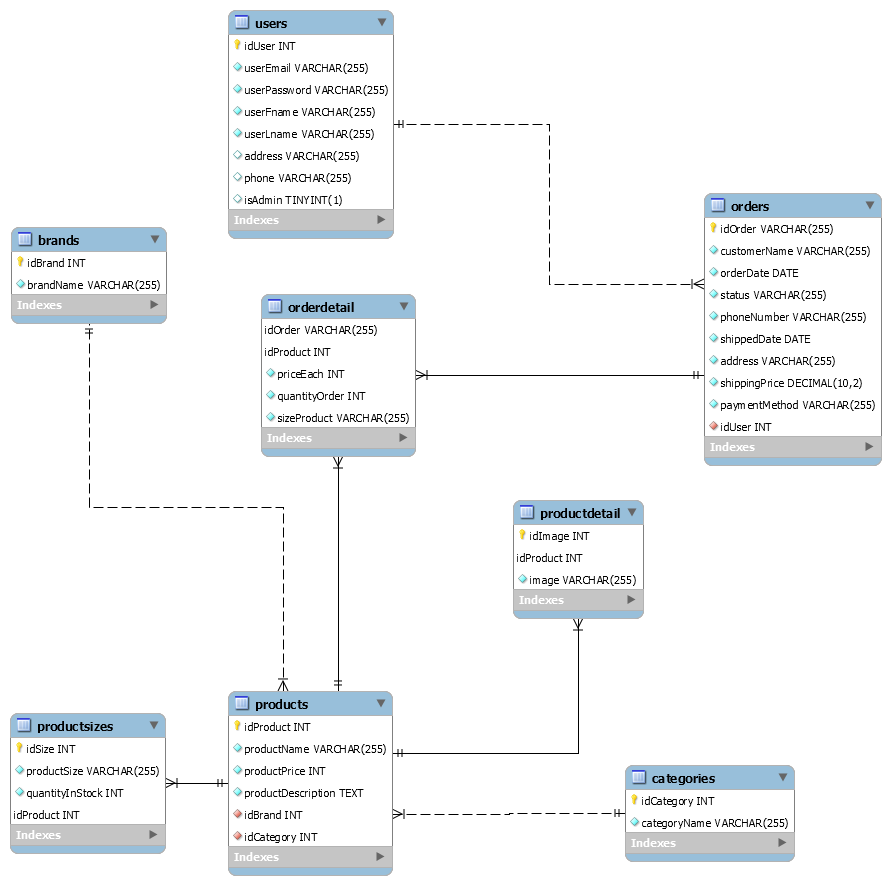 users
idUser INT
userEmail VARCHAR(255)
userPassword VARCHAR(255)
userFname VARCHAR(255)
userLname VARCHAR(255)
address VARCHAR(255)
phone VARCHAR(255)
isAdmin TINYINT(1)
Indexes
orders
idOrder VARCHAR(255)
customerName VARCHAR(255)
orderDate DATE
status VARCHAR(255)
phoneNumber VARCHAR(255)
shippedDate DATE
address VARCHAR(255)
shippingPrice DECIMAL(10,2)
paymentMethod VARCHAR(255)
idUser INT
Indexes
brands
idBrand INT
brandName VARCHAR(255)
Indexes
orderdetail
idOrder VARCHAR(255)
idProduct INT
priceEach INT
quantityOrder INT
sizeProduct VARCHAR(255)
Indexes
productdetail
idImage INT
idProduct INT
image VARCHAR(255)
Indexes
products
idProduct INT
productName VARCHAR(255)
productPrice INT
productDescription TEXT
idBrand INT
idCategory INT
Indexes
productsizes
idSize INT
productSize VARCHAR(255)
quantityInStock INT
idProduct INT
Indexes
categories
idCategory INT
categoryName VARCHAR(255)
Indexes